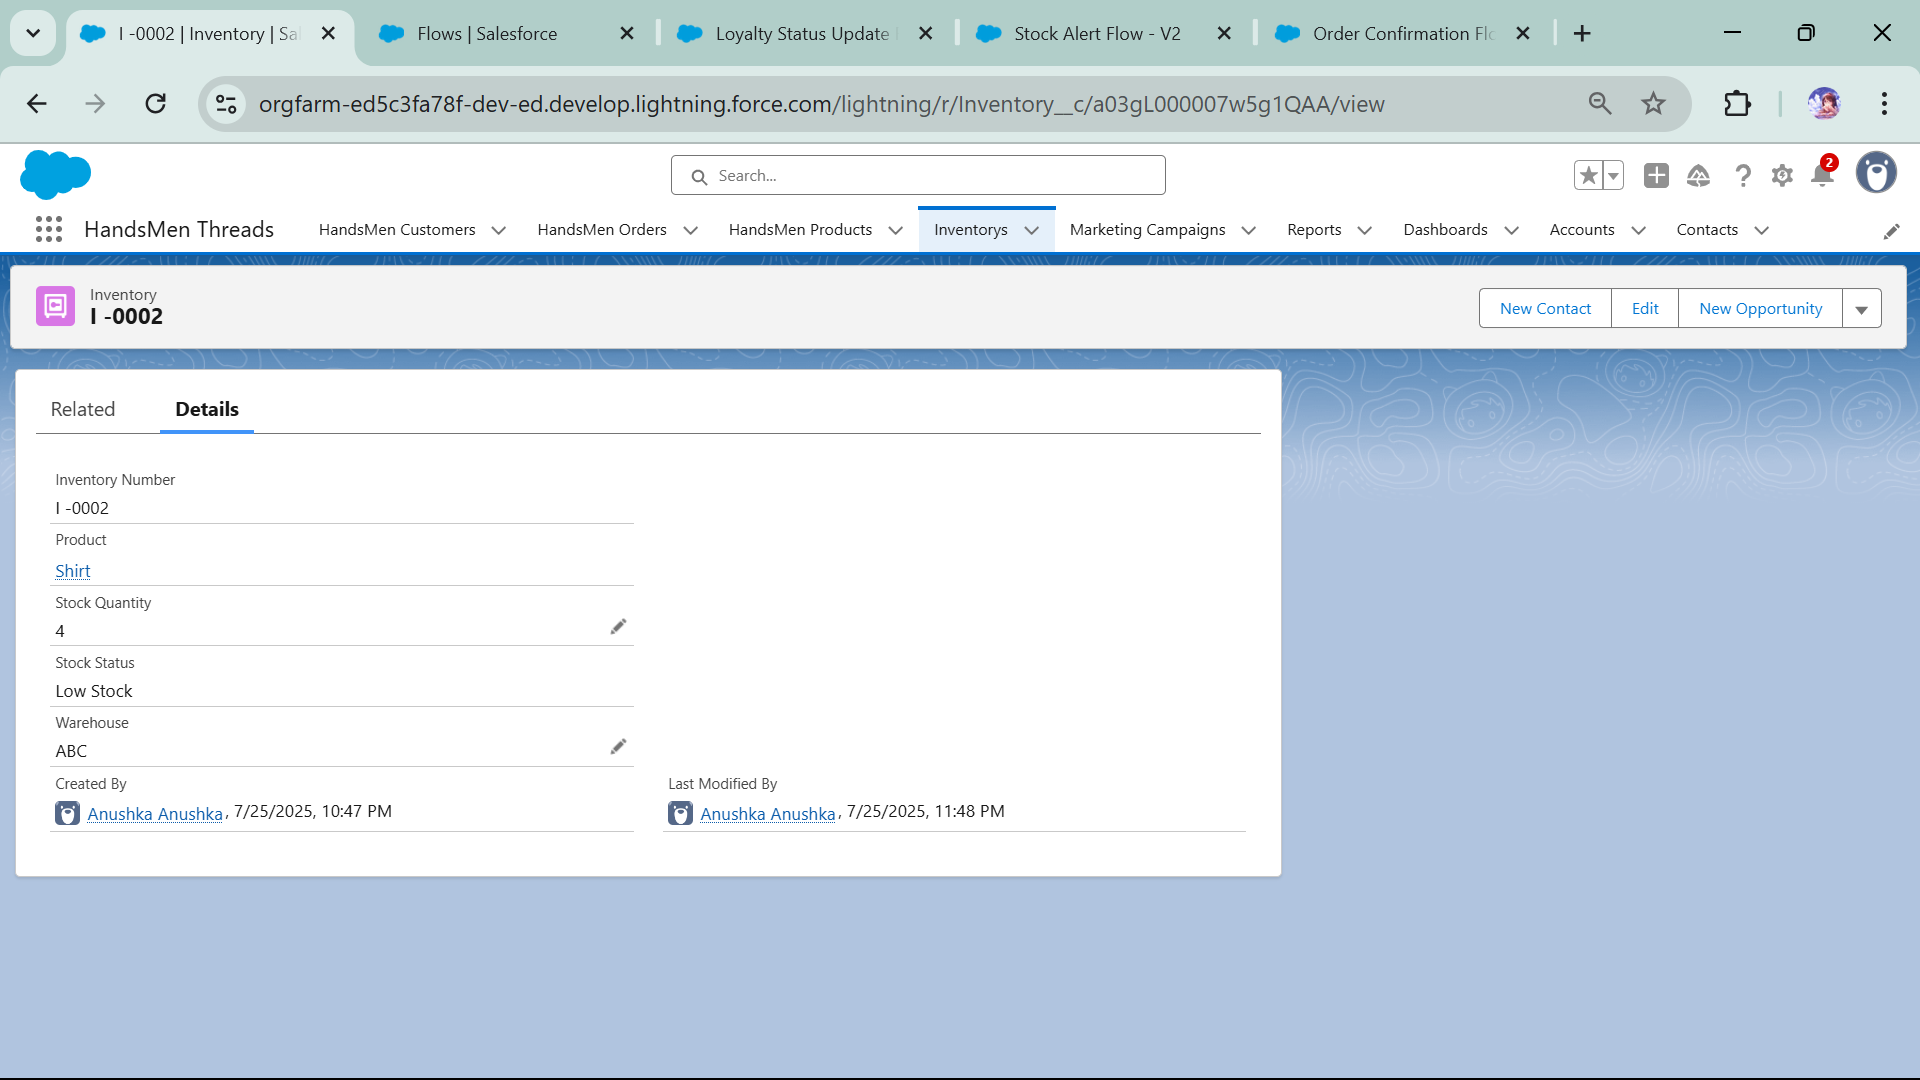 I -0002 | Inventory | Sa
Flows | Salesforce
Loyalty Status Update
Stock Alert Flow - V2
Order Confirmation Flo
orgfarm-ed5c3fa78f-dev-ed.develop.lightning.force.com/lightning/r/Inventory__c/a03gL000007w5g1QAA/view
Search...
2
HandsMen Threads
HandsMen Customers
HandsMen Orders
HandsMen Products
Inventorys
Marketing Campaigns
Reports
Dashboards
Accounts
Contacts
Inventory
I -0002
New Contact
Edit
New Opportunity
Related
Details
Inventory Number
I -0002
Product
Shirt
Stock Quantity
4
Stock Status
Low Stock
Warehouse
ABC
Created By
Anushka Anushka, 7/25/2025, 10:47 PM
Last Modified By
Anushka Anushka, 7/25/2025, 11:48 PM